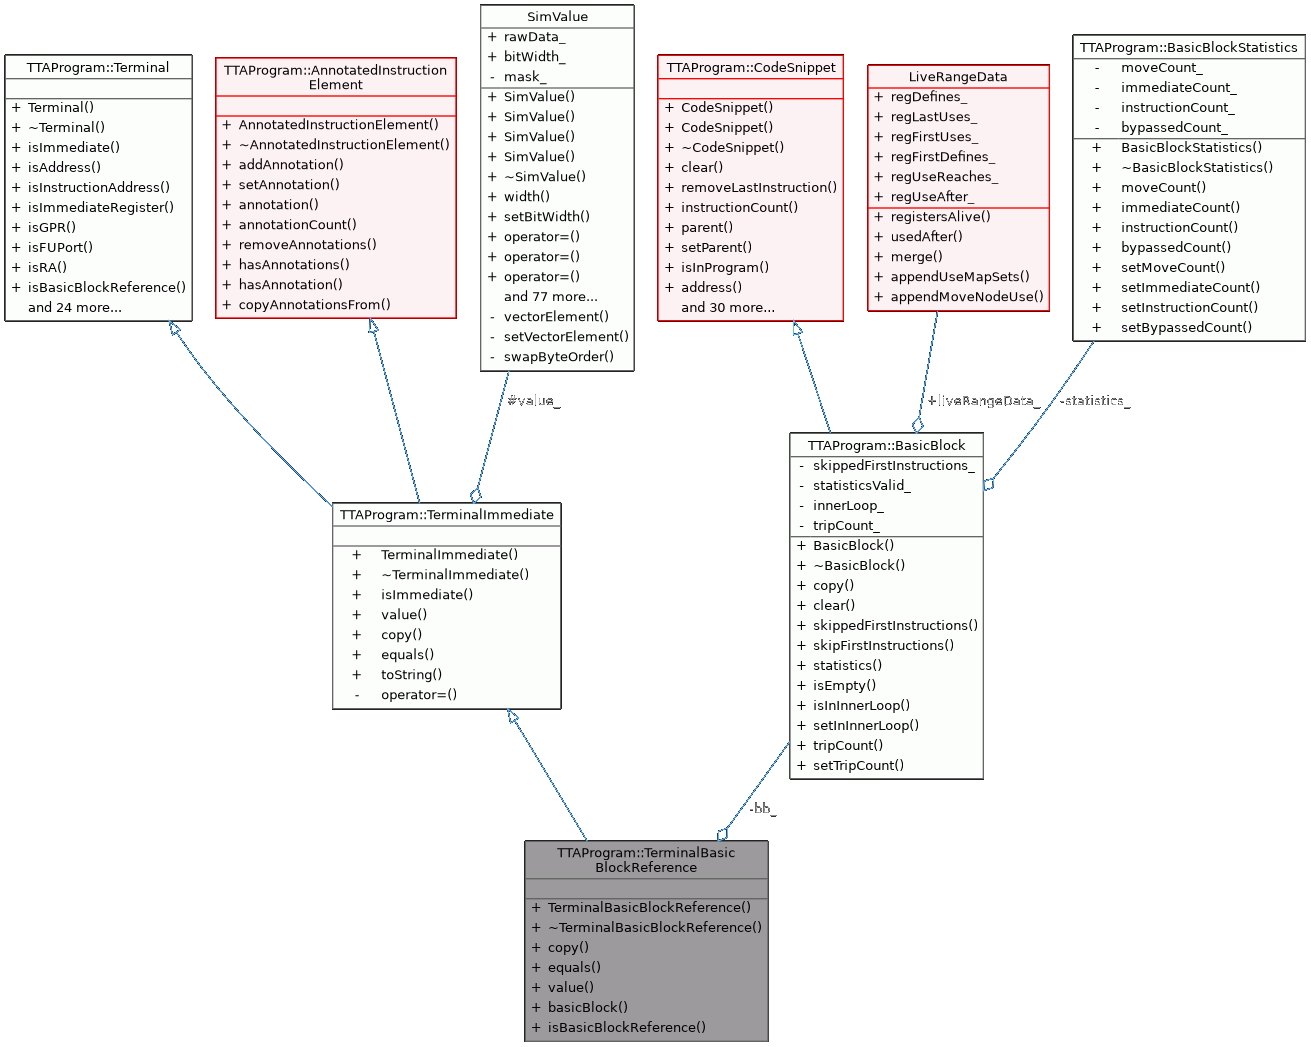 TTAProgram::Terminal
+ Terminal()
+ ~Terminal()
+ isImmediate()
+ isAddress()
+ isInstructionAddress()
+ isImmediateRegister()
+ isGPR()
+ isFUPort()
+ isRA()
+ isBasicBlockReference()
and 24 more...
TTAProgram::AnnotatedInstruction
Element
+ AnnotatedInstructionElement()
+ ~AnnotatedInstructionElement()
+ addAnnotation()
+ setAnnotation()
+ annotation()
+ annotationCount()
+ removeAnnotations()
+ hasAnnotations()
+ hasAnnotation()
+ copyAnnotationsFrom()
SimValue
+ rawData_
+ bitWidth_
- mask_
+ SimValue()
+ SimValue()
+ SimValue()
+ SimValue()
+ ~SimValue()
+ width()
+ setBitWidth()
+ operator=()
+ operator=()
+ operator=()
and 77 more...
- vectorElement()
- setVectorElement()
- swapByteOrder()
TTAProgram::CodeSnippet
+ CodeSnippet()
+ CodeSnippet()
+ ~CodeSnippet()
+ clear()
+ removeLastInstruction()
+ instructionCount()
+ parent()
+ setParent()
+ isInProgram()
+ address()
and 30 more...
LiveRangeData
+ regDefines_
+ regLastUses_
+ regFirstUses_
+ regFirstDefines_
+ regUseReaches_
+ regUseAfter_
+ registersAlive()
+ usedAfter()
+ merge()
+ appendUseMapSets()
+ appendMoveNodeUse()
TTAProgram::BasicBlockStatistics
- moveCount_
- immediateCount_
- instructionCount_
- bypassedCount_
+ BasicBlockStatistics()
+ ~BasicBlockStatistics()
+ moveCount()
+ immediateCount()
+ instructionCount()
+ bypassedCount()
+ setMoveCount()
+ setImmediateCount()
+ setInstructionCount()
+ setBypassedCount()
#value_
+liveRangeData_
-statistics_
TTAProgram::TerminalImmediate
+ TerminalImmediate()
+ ~TerminalImmediate()
+ isImmediate()
+ value()
+ copy()
+ equals()
+ toString()
- operator=()
TTAProgram::BasicBlock
- skippedFirstInstructions_
- statisticsValid_
- innerLoop_
- tripCount_
+ BasicBlock()
+ ~BasicBlock()
+ copy()
+ clear()
+ skippedFirstInstructions()
+ skipFirstInstructions()
+ statistics()
+ isEmpty()
+ isInInnerLoop()
+ setInInnerLoop()
+ tripCount()
+ setTripCount()
-bb_
TTAProgram::TerminalBasic
BlockReference
+ TerminalBasicBlockReference()
+ ~TerminalBasicBlockReference()
+ copy()
+ equals()
+ value()
+ basicBlock()
+ isBasicBlockReference()